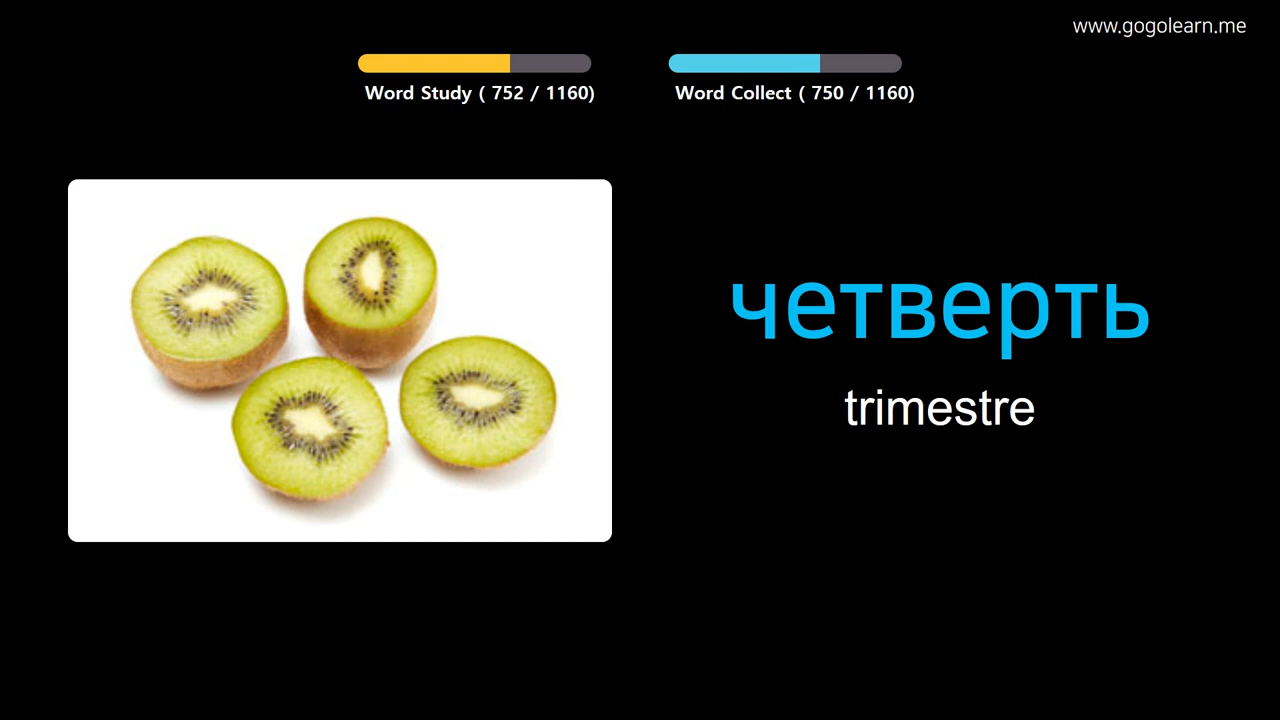 www.gogolearn.me
Word Study ( 752 / 1160)
Word Collect ( 750 / 1160)
четверть
trimestre